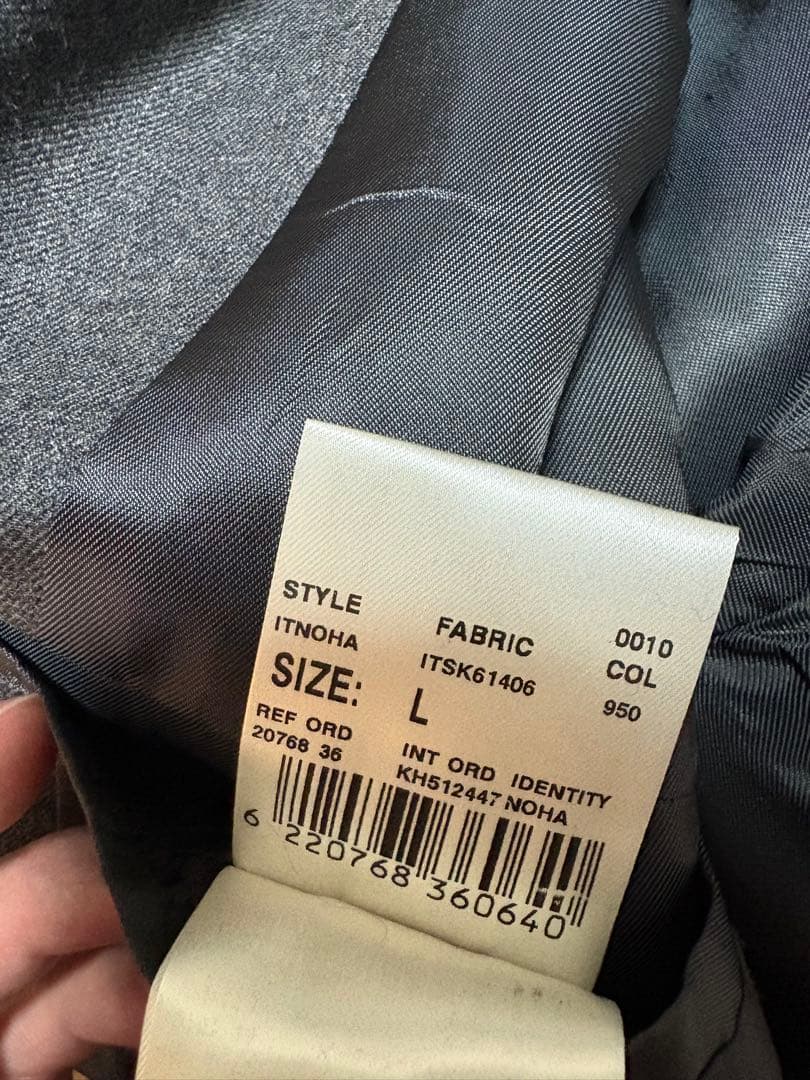 STYLE FABRIC 0010
ITNOHA ITSK61406 COL
SIZE: L 950
REF ORD INT ORD IDENTITY
20768 36 KH512447 NOHA
6 220768 360640